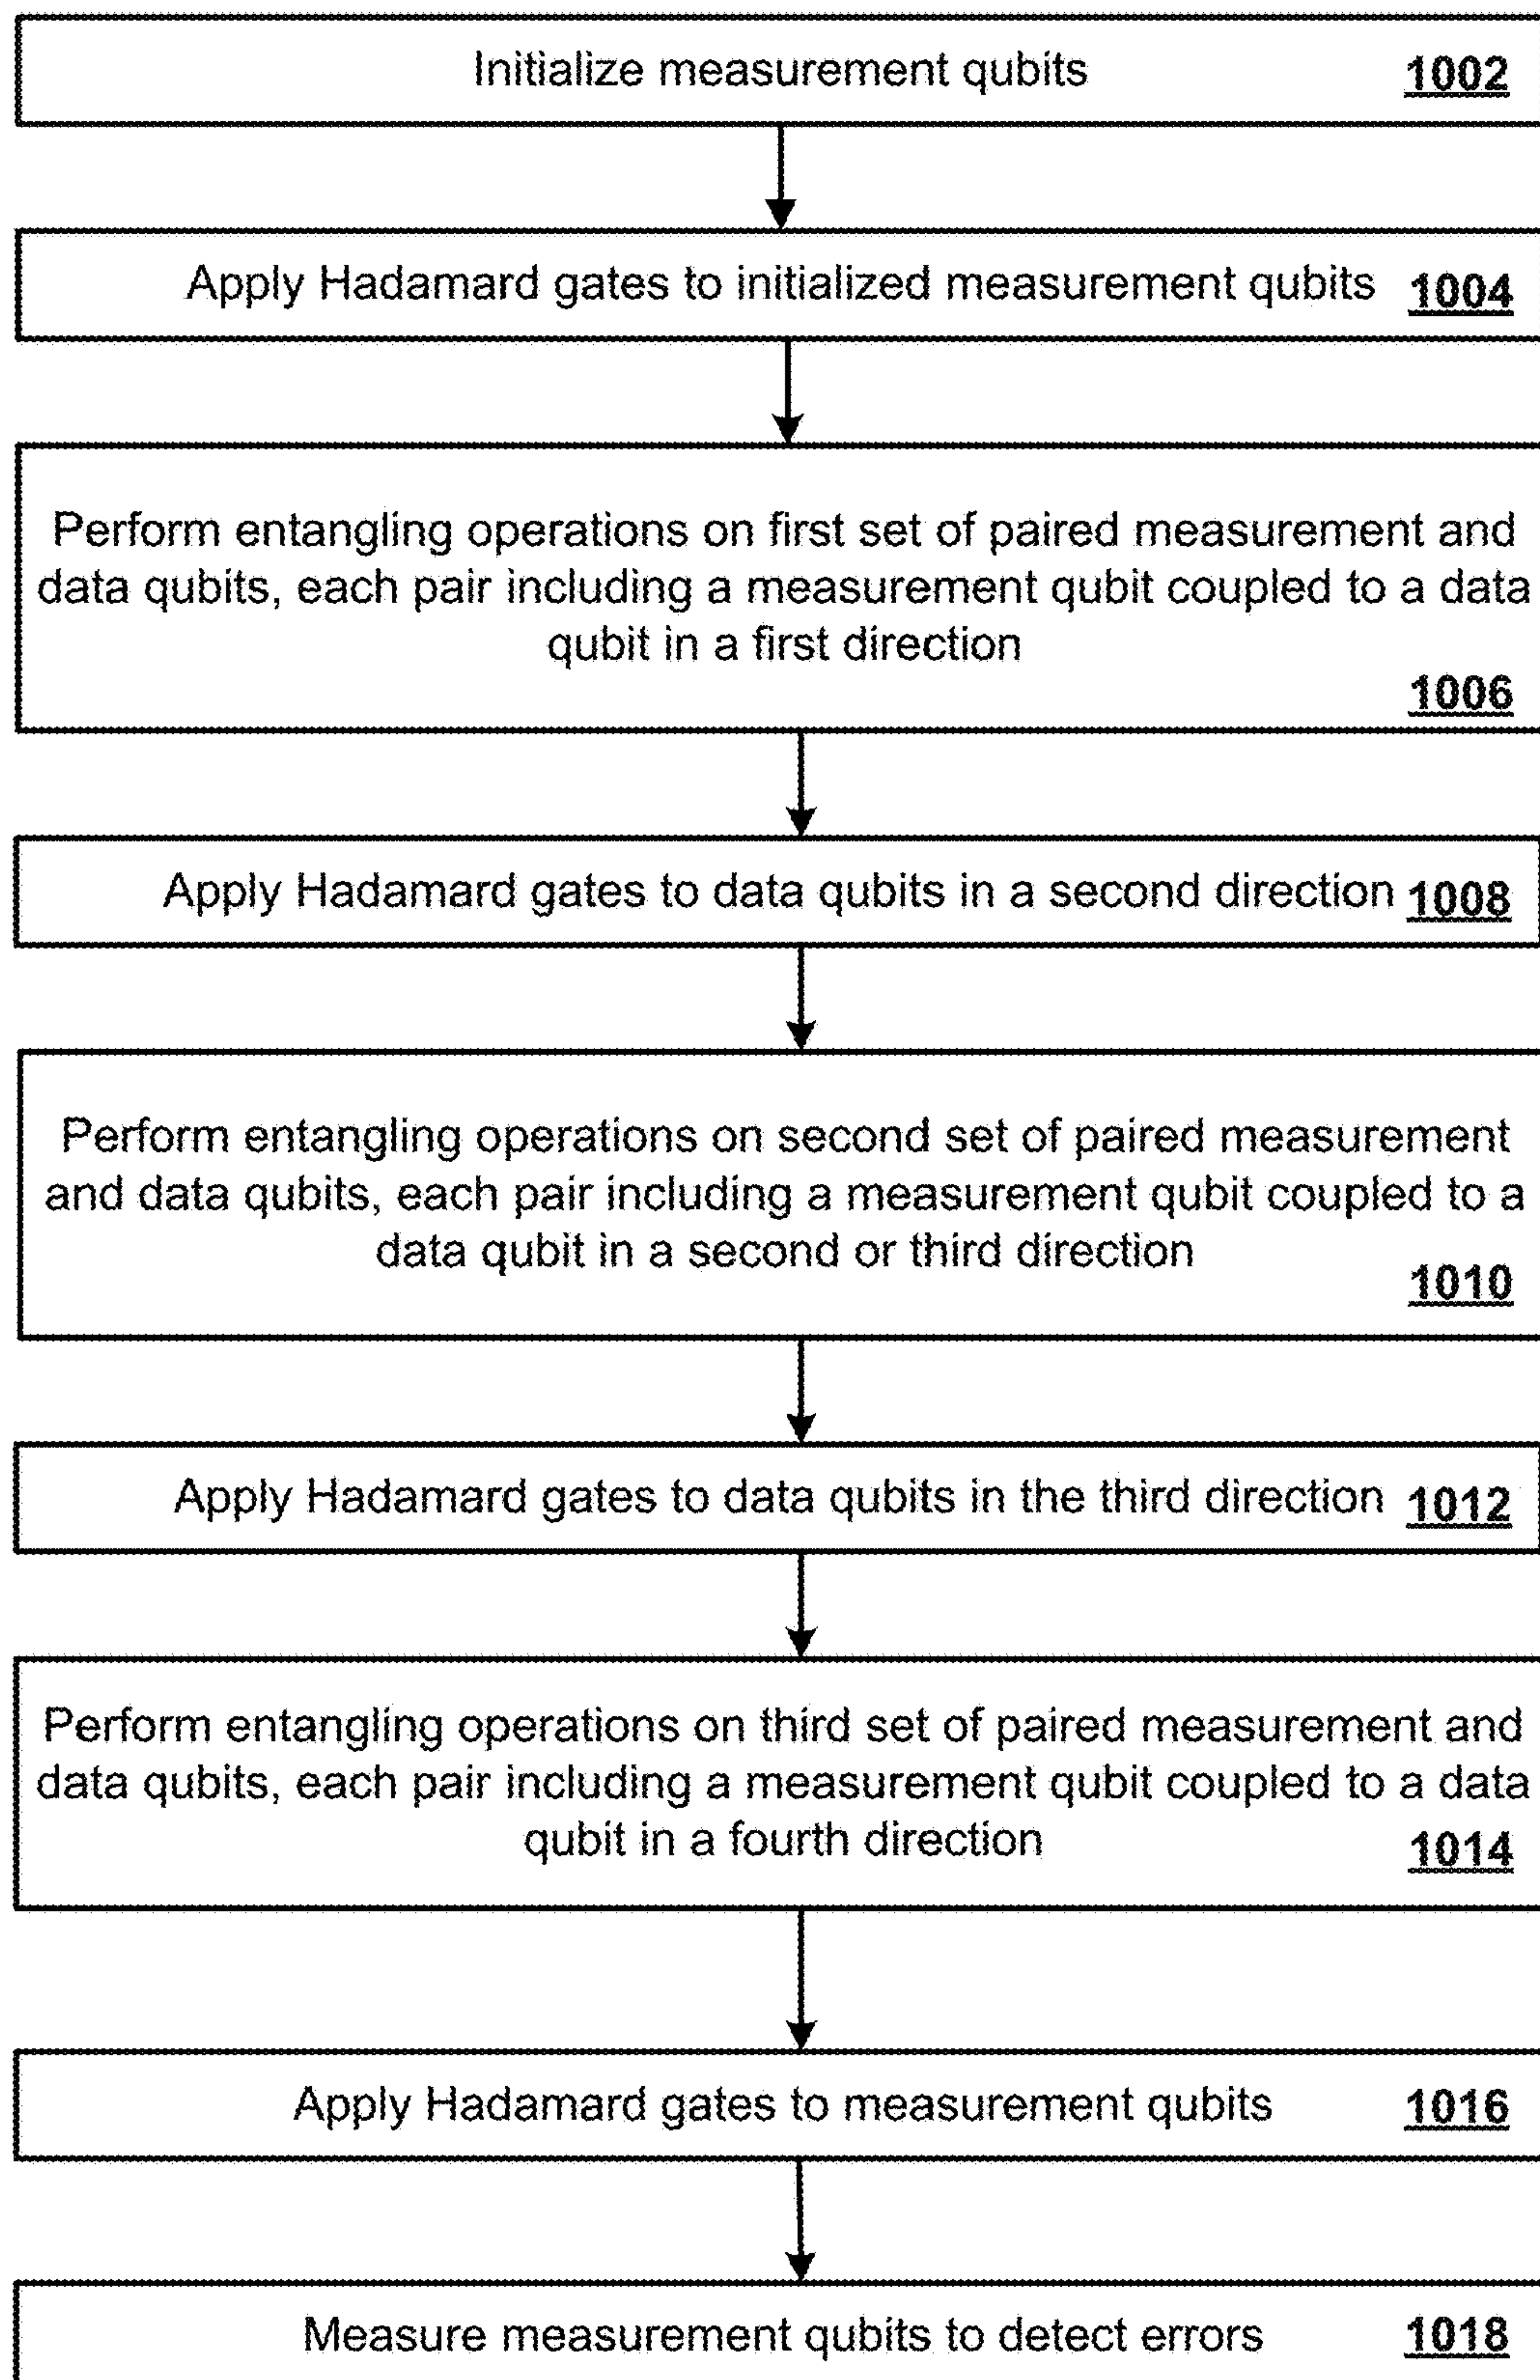 Initialize measurement qubits 1002
Apply Hadamard gates to initialized measurement qubits 1004
Perform entangling operations on first set of paired measurement and
data qubits, each pair including a measurement qubit coupled to a data
qubit in a first direction
1006
Apply Hadamard gates to data qubits in a second direction 1008
Perform entangling operations on second set of paired measurement
and data qubits, each pair including a measurement qubit coupled to a
data qubit in a second or third direction
1010
Apply Hadamard gates to data qubits in the third direction 1012
Perform entangling operations on third set of paired measurement and
data qubits, each pair including a measurement qubit coupled to a data
qubit in a fourth direction 1014
Apply Hadamard gates to measurement qubits 1016
Measure measurement qubits to detect errors 1018